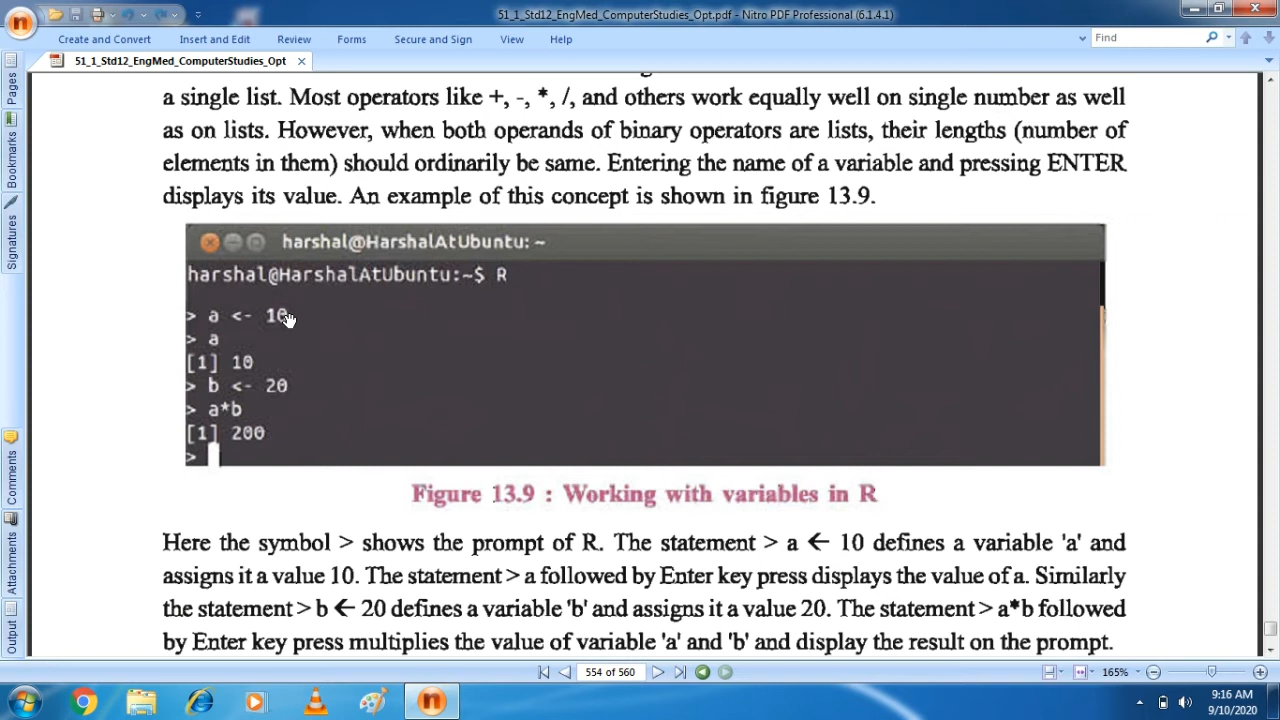 51_1_Std12_EngMed_ComputerStudies_Opt.pdf - Nitro PDF Professional (6.1.4.1)
Create and Convert Insert and Edit Review Forms Secure and Sign View Help Find
51_1_Std12_EngMed_ComputerStudies_Opt
Pages
Bookmarks
Signatures
Comments
Attachments
Output
a single list. Most operators like +, -, *, /, and others work equally well on single number as well
as on lists. However, when both operands of binary operators are lists, their lengths (number of
elements in them) should ordinarily be same. Entering the name of a variable and pressing ENTER
displays its value. An example of this concept is shown in figure 13.9.
harshal@HarshalAtUbuntu: ~
harshal@HarshalAtUbuntu:~$ R
> a <- 10
> a
[1] 10
> b <- 20
> a*b
[1] 200
>
Figure 13.9 : Working with variables in R
Here the symbol > shows the prompt of R. The statement > a ← 10 defines a variable 'a' and
assigns it a value 10. The statement > a followed by Enter key press displays the value of a. Similarly
the statement > b ← 20 defines a variable 'b' and assigns it a value 20. The statement > a*b followed
by Enter key press multiplies the value of variable 'a' and 'b' and display the result on the prompt.
554 of 560
165%
9:16 AM
9/10/2020